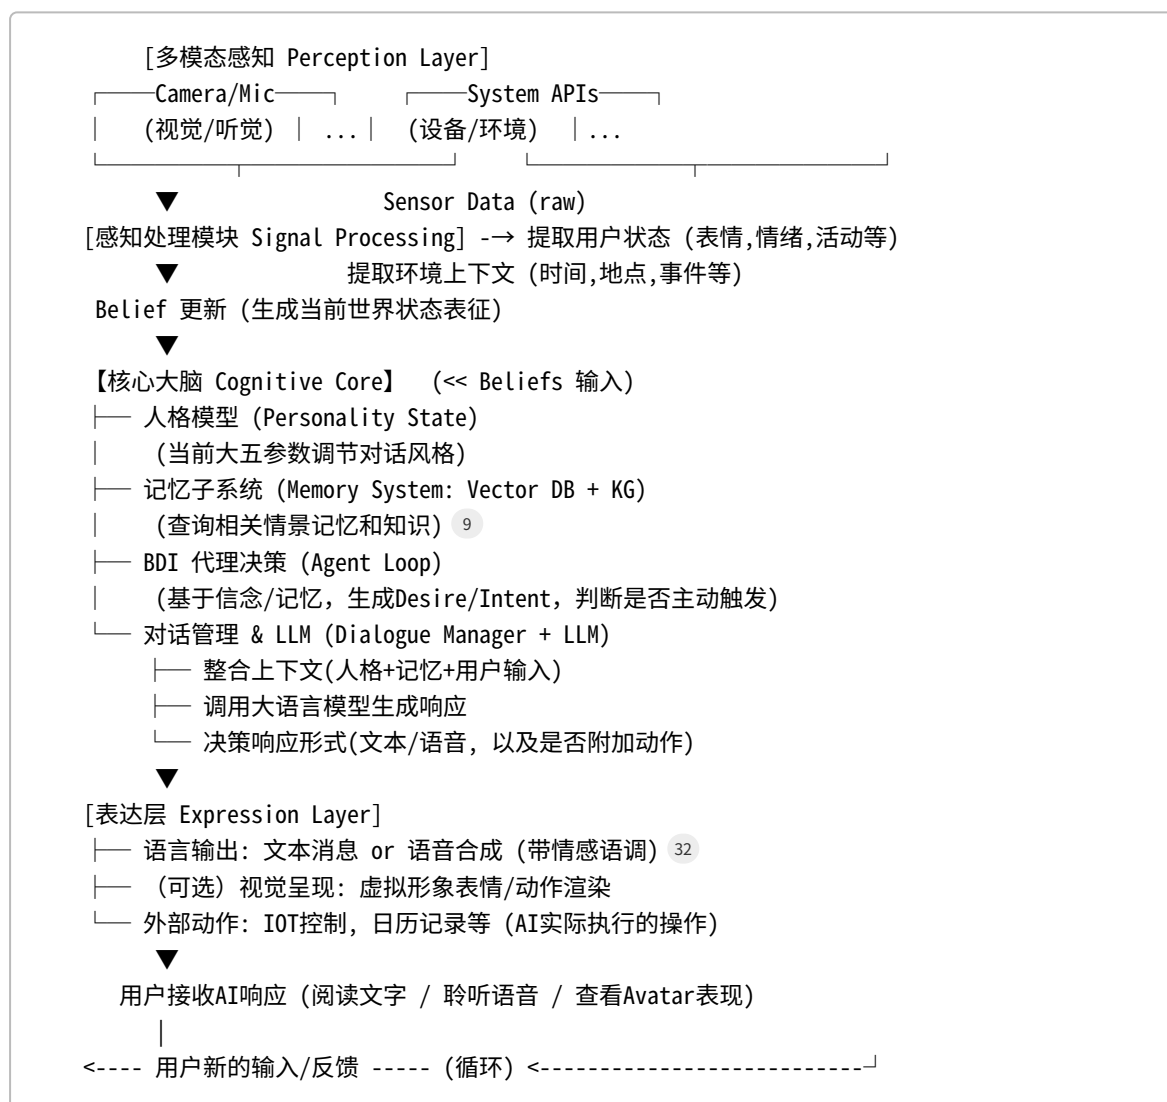 [多模态感知 Perception Layer]
┌────Camera/Mic────┐ ┌────System APIs────┐
│ (视觉/听觉) │ ...│ (设备/环境) │...
└─────────┬───────────────┘ └───────────┬─────────────┘
▼ Sensor Data (raw)
[感知处理模块 Signal Processing] -→ 提取用户状态 (表情,情绪,活动等)
▼ 提取环境上下文 (时间,地点,事件等)
Belief 更新 (生成当前世界状态表征)
▼
【核心大脑 Cognitive Core】 (<< Beliefs 输入)
├── 人格模型 (Personality State)
│ (当前大五参数调节对话风格)
├── 记忆子系统 (Memory System: Vector DB + KG)
│ (查询相关情景记忆和知识) 9
├── BDI 代理决策 (Agent Loop)
│ (基于信念/记忆，生成Desire/Intent，判断是否主动触发)
└── 对话管理 & LLM (Dialogue Manager + LLM)
├── 整合上下文(人格+记忆+用户输入)
├── 调用大语言模型生成响应
└── 决策响应形式(文本/语音, 以及是否附加动作)
▼
[表达层 Expression Layer]
├── 语言输出: 文本消息 or 语音合成 (带情感语调) 32
├── （可选）视觉呈现: 虚拟形象表情/动作渲染
└── 外部动作: IOT控制, 日历记录等 (AI实际执行的操作)
▼
用户接收AI响应 (阅读文字 / 聆听语音 / 查看Avatar表现)
│
<---- 用户新的输入/反馈 ----- (循环) <---------------------------┘